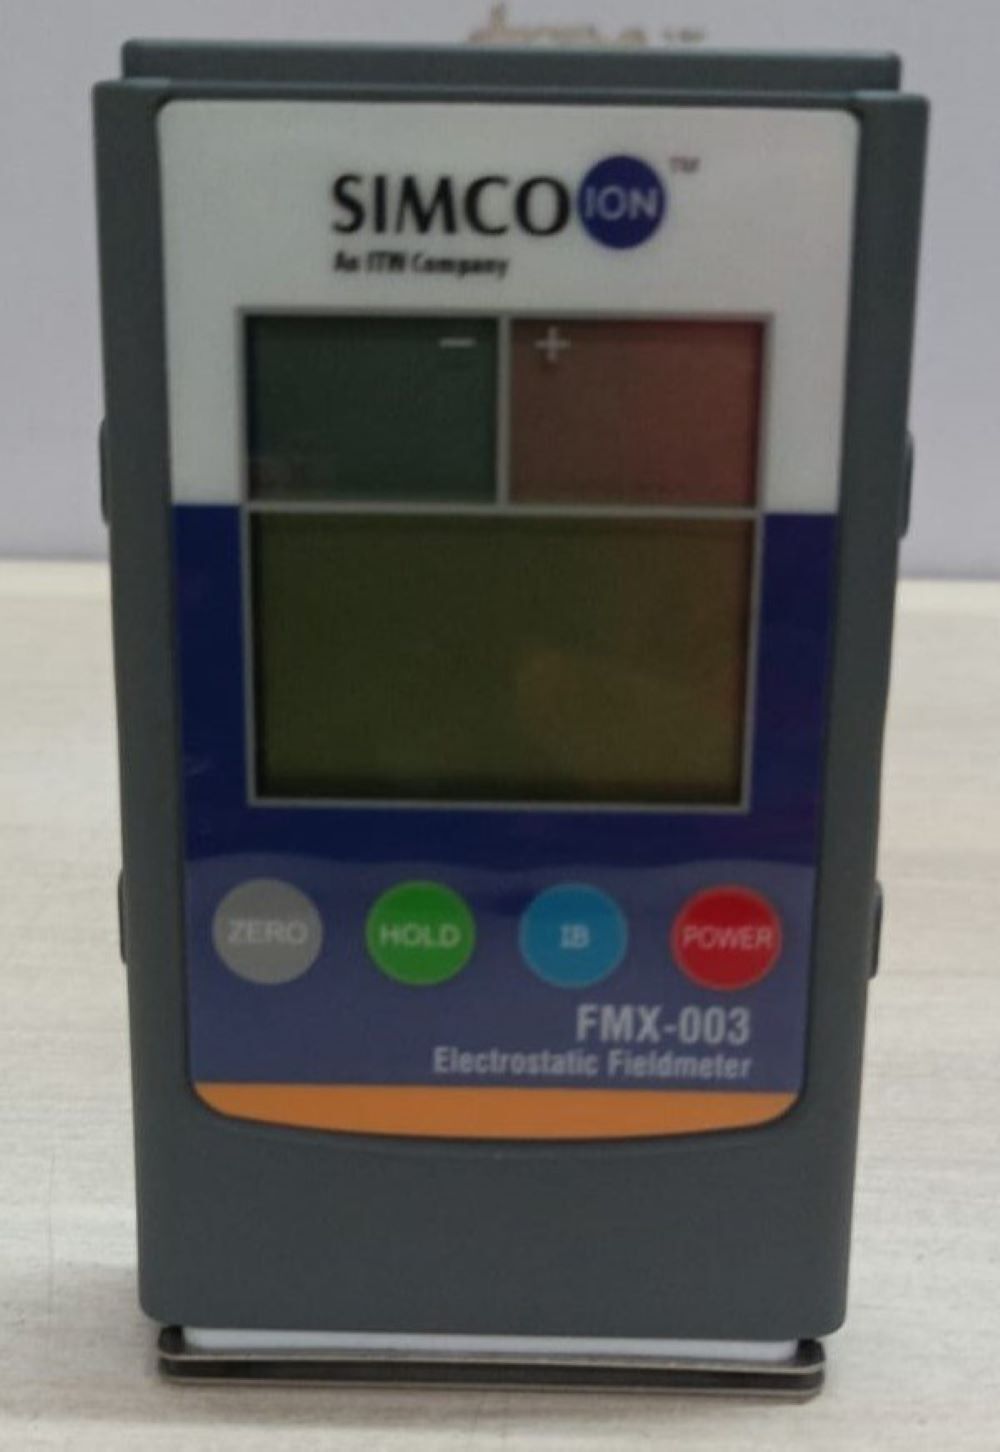 SIMCO ION ™
An ITW Company
− +
ZERO HOLD IB POWER
FMX-003
Electrostatic Fieldmeter